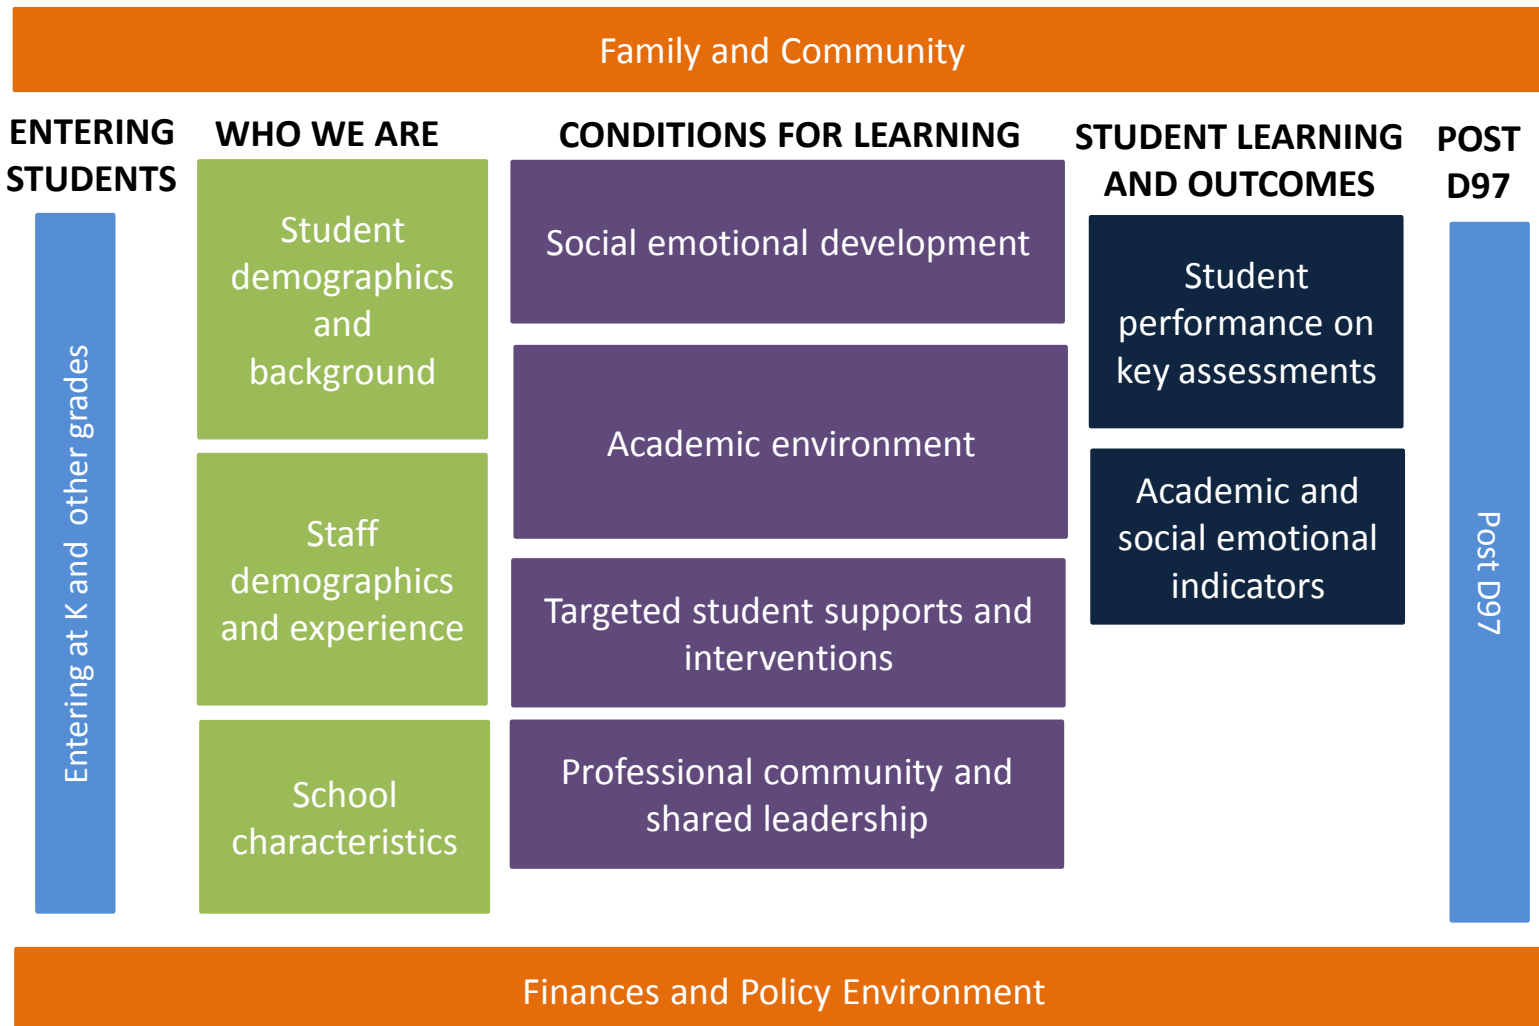 Family and Community
ENTERING
STUDENTS
Entering at K and other grades
WHO WE ARE
Student
demographics
and
background
Staff
demographics
and experience
School
characteristics
CONDITIONS FOR LEARNING
Social emotional development
Academic environment
Targeted student supports and
interventions
Professional community and
shared leadership
STUDENT LEARNING
AND OUTCOMES
Student
performance on
key assessments
Academic and
social emotional
indicators
POST
D97
Post D97
Finances and Policy Environment